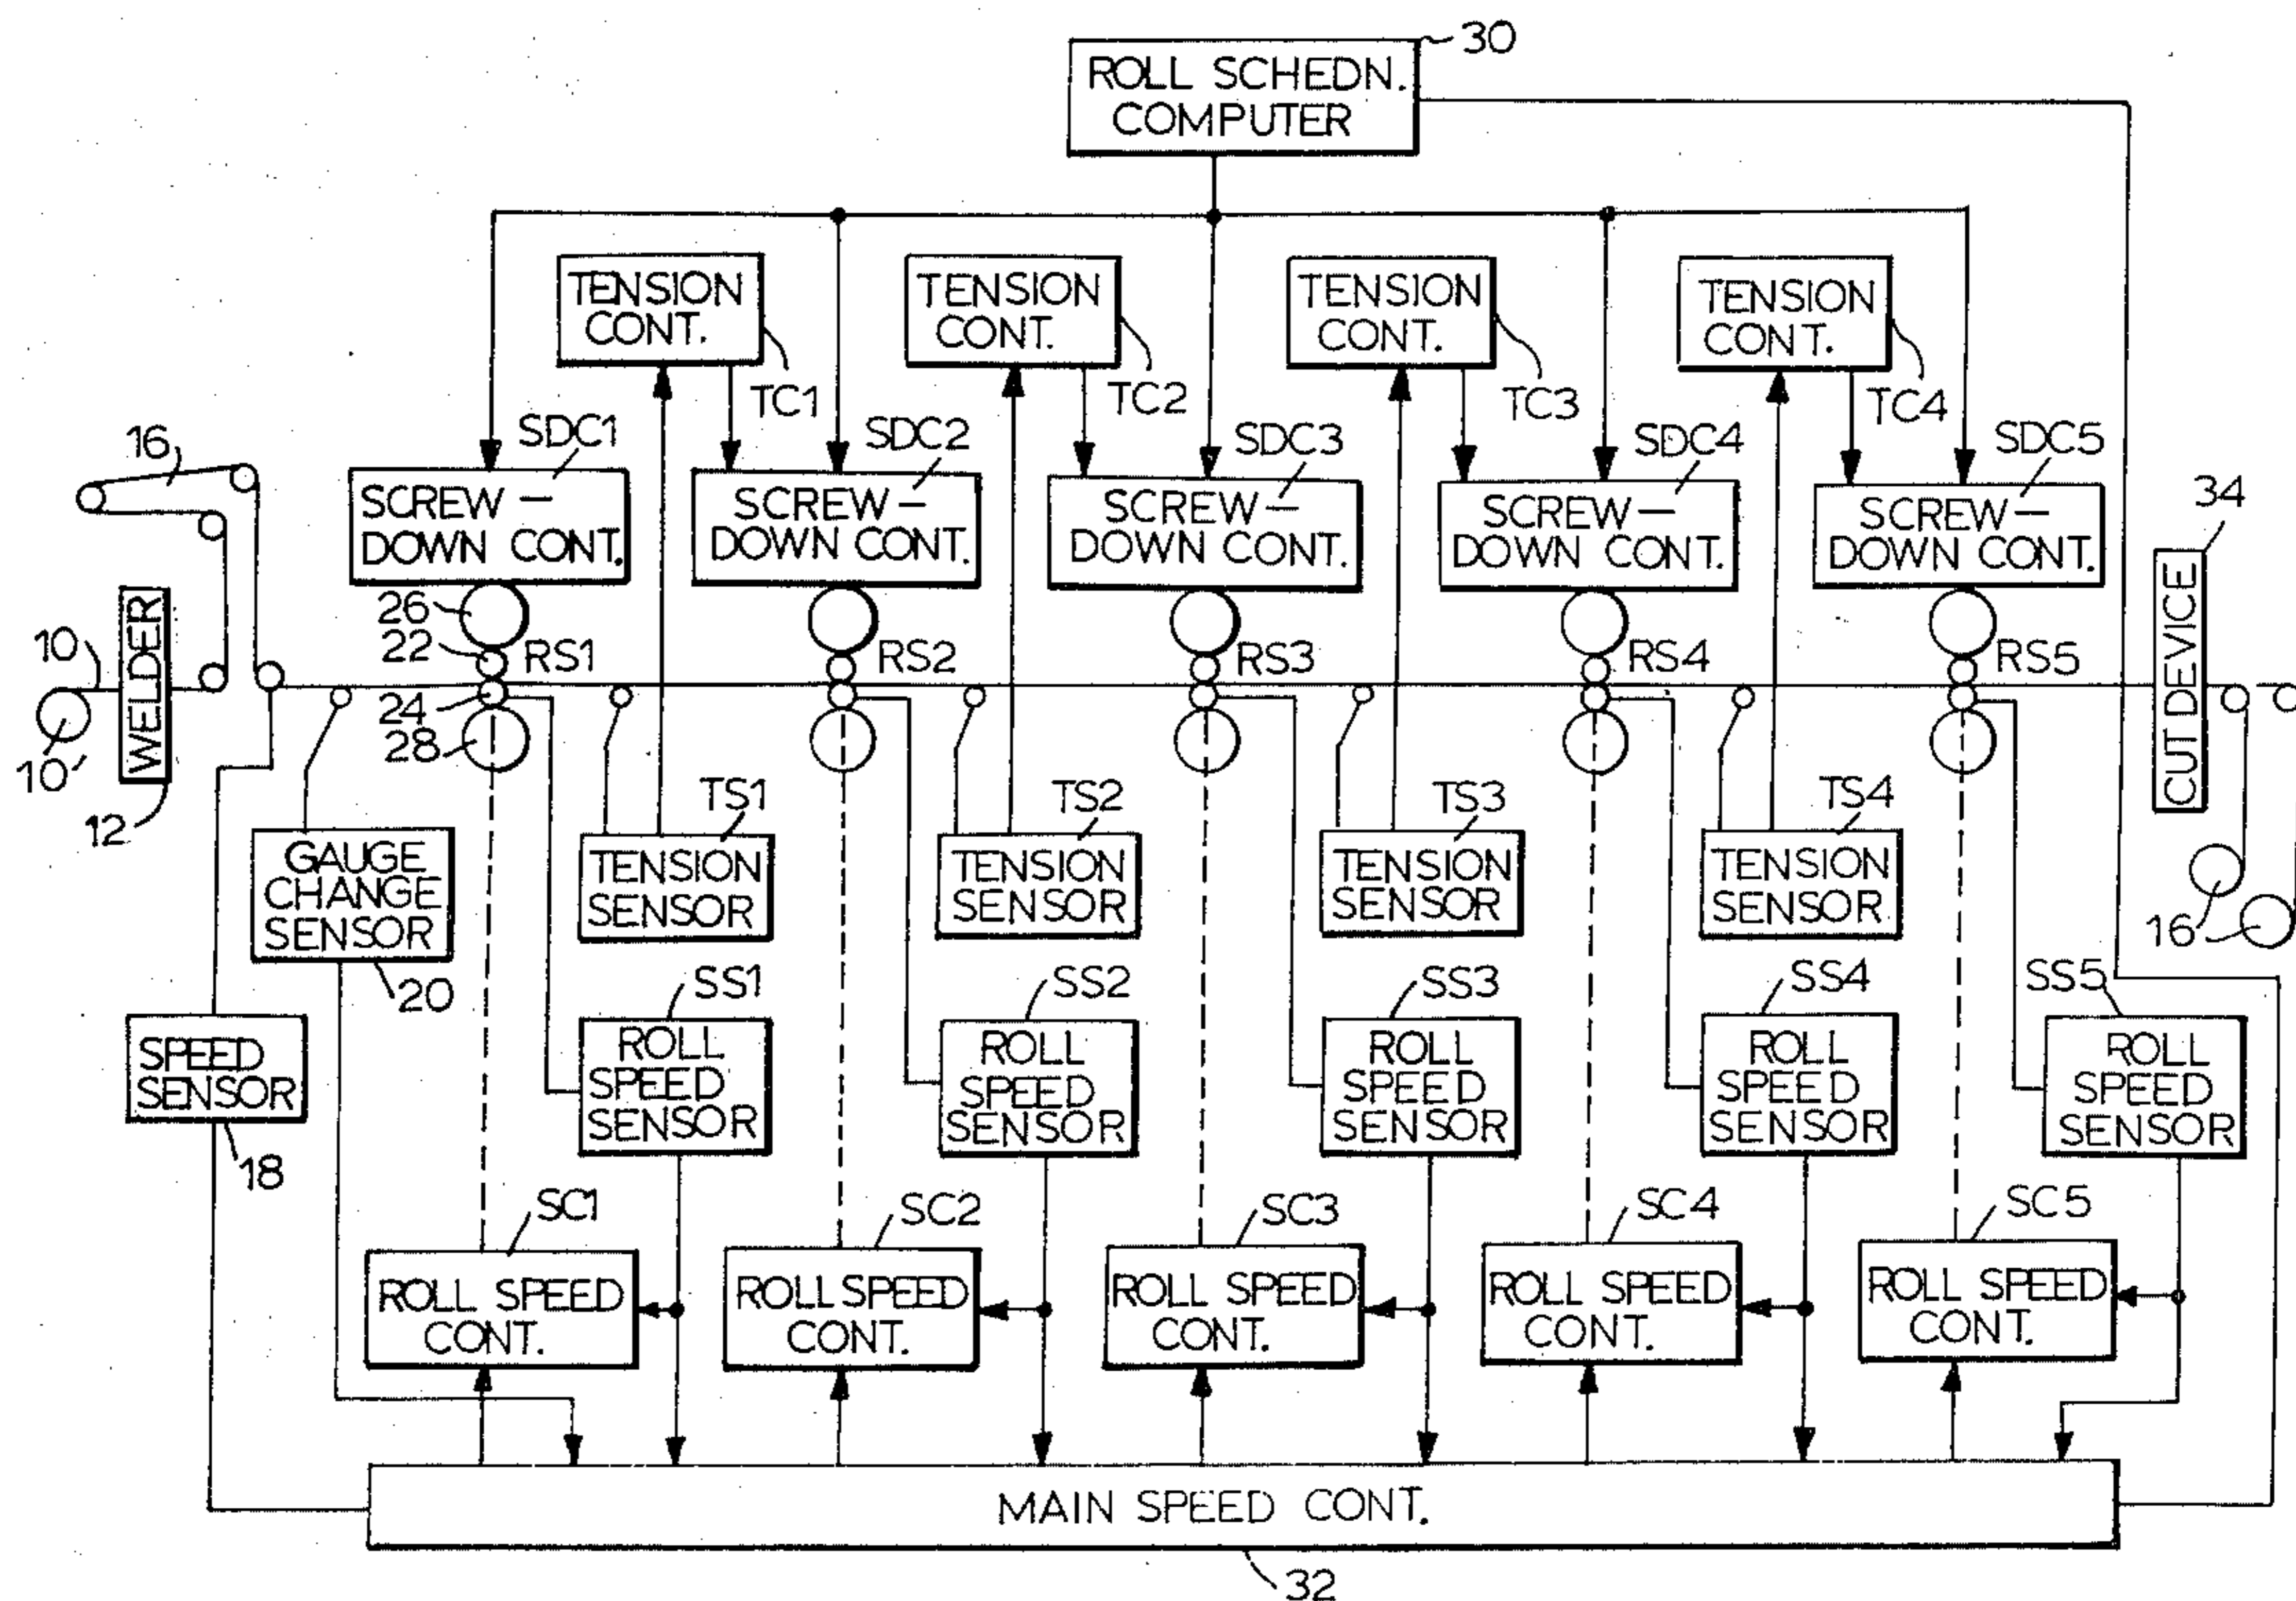 30
ROLL SCHEDN.
COMPUTER
TENSION
CONT.
TC1
TENSION
CONT.
TC2
TENSION
CONT.
TC3
TENSION
CONT.
TC4
16
SDC1
SCREW-
DOWN CONT.
SDC2
SCREW-
DOWN CONT.
SDC3
SCREW-
DOWN CONT.
SDC4
SCREW-
DOWN CONT.
SDC5
SCREW-
DOWN CONT.
34
CUT DEVICE
10
10'
WELDER
12
26
22
24
28
RS1
RS2
RS3
RS4
RS5
16
GAUGE
CHANGE
SENSOR
20
TS1
TENSION
SENSOR
TS2
TENSION
SENSOR
TS3
TENSION
SENSOR
TS4
TENSION
SENSOR
SPEED
SENSOR
18
SS1
ROLL
SPEED
SENSOR
SS2
ROLL
SPEED
SENSOR
SS3
ROLL
SPEED
SENSOR
SS4
ROLL
SPEED
SENSOR
SS5
ROLL
SPEED
SENSOR
SC1
ROLL SPEED
CONT.
SC2
ROLL SPEED
CONT.
SC3
ROLL SPEED
CONT.
SC4
ROLL SPEED
CONT.
SC5
ROLL SPEED
CONT.
MAIN SPEED CONT.
32